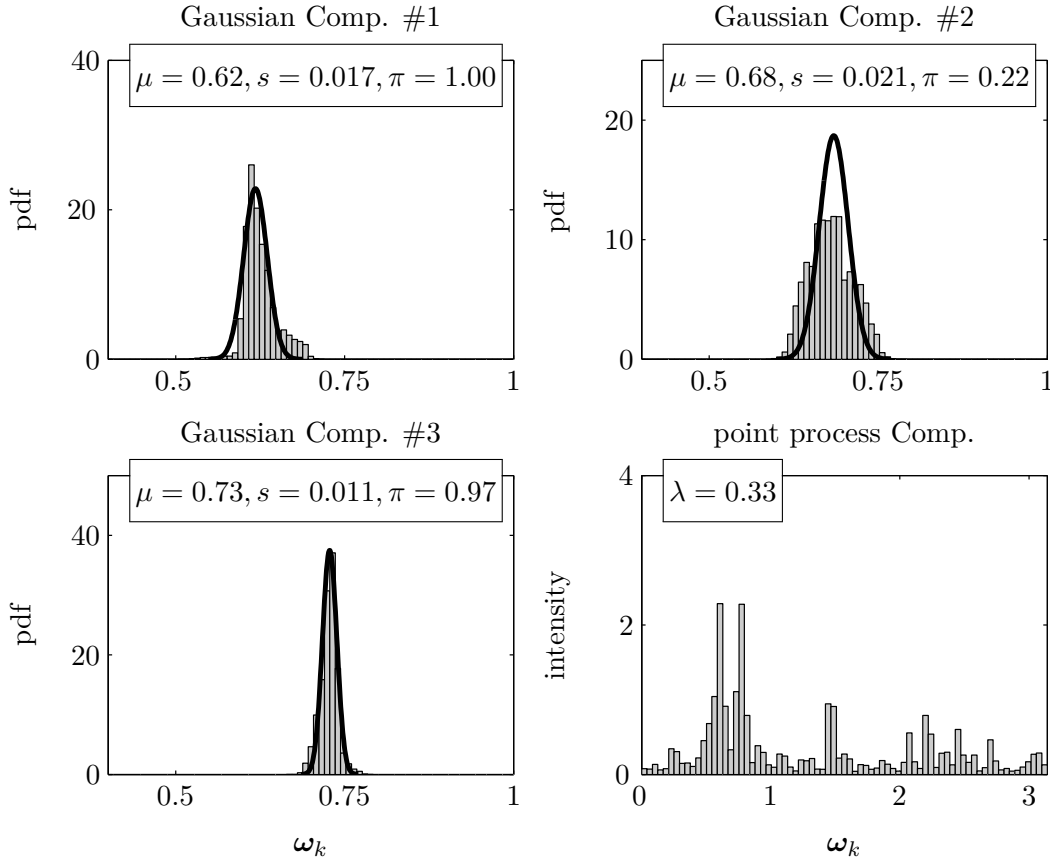 Gaussian Comp. #1
μ = 0.62, s = 0.017, π = 1.00
40
20
0
pdf
0.5 0.75 1
Gaussian Comp. #2
μ = 0.68, s = 0.021, π = 0.22
20
10
0
pdf
0.5 0.75 1
Gaussian Comp. #3
μ = 0.73, s = 0.011, π = 0.97
40
20
0
pdf
0.5 0.75 1
ω_k
point process Comp.
λ = 0.33
4
2
0
intensity
0 1 2 3
ω_k